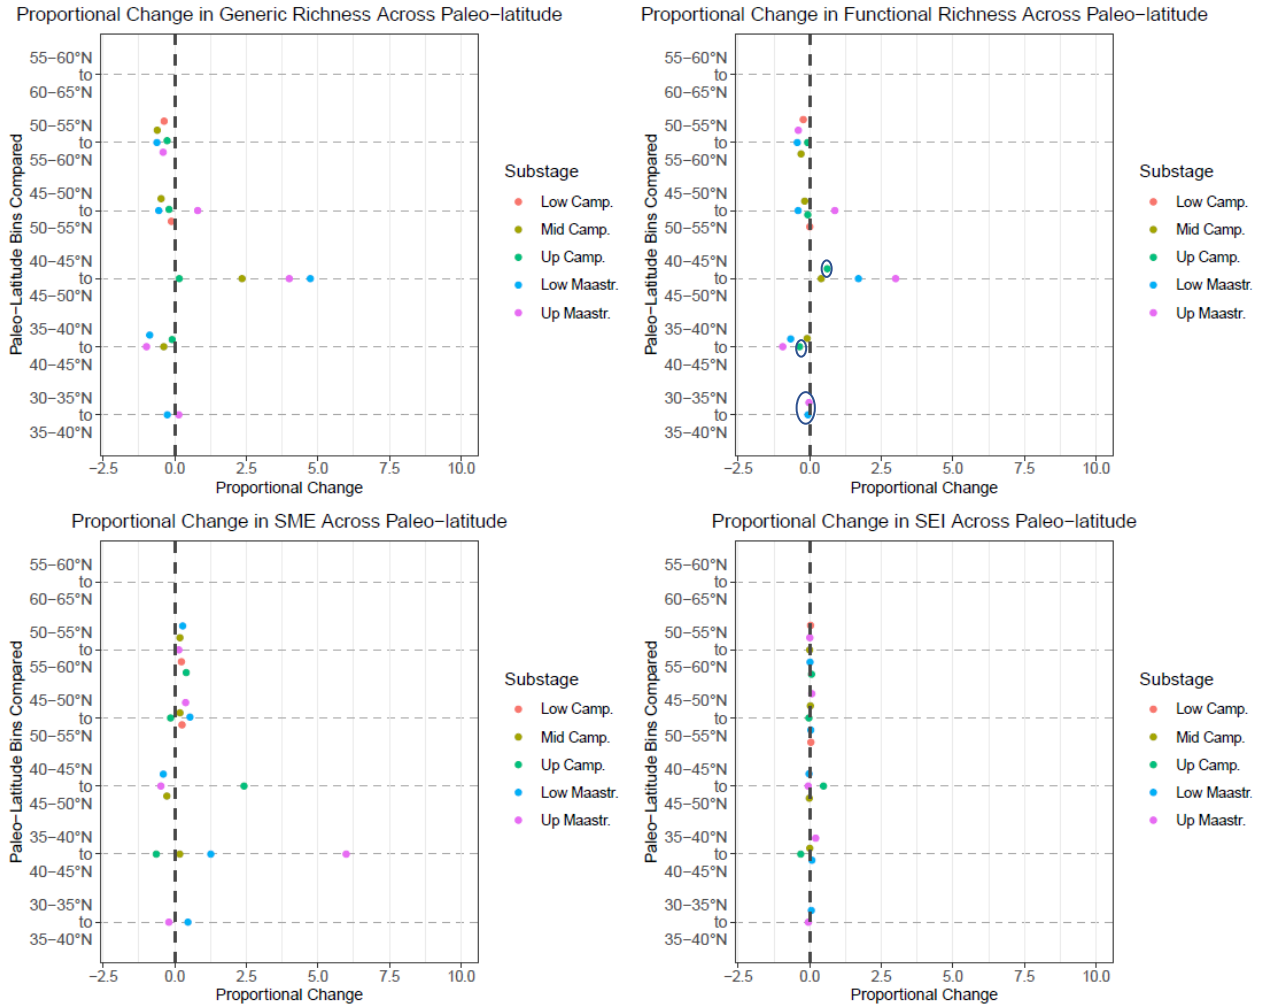 Proportional Change in Generic Richness Across Paleo−latitude
Paleo−Latitude Bins Compared
55−60°N
to
60−65°N
50−55°N
to
55−60°N
45−50°N
to
50−55°N
40−45°N
to
45−50°N
35−40°N
to
40−45°N
30−35°N
to
35−40°N
−2.5 0.0 2.5 5.0 7.5 10.0
Proportional Change
Substage
Low Camp.
Mid Camp.
Up Camp.
Low Maastr.
Up Maastr.
Proportional Change in Functional Richness Across Paleo−latitude
Paleo−Latitude Bins Compared
55−60°N
to
60−65°N
50−55°N
to
55−60°N
45−50°N
to
50−55°N
40−45°N
to
45−50°N
35−40°N
to
40−45°N
30−35°N
to
35−40°N
−2.5 0.0 2.5 5.0 7.5 10.0
Proportional Change
Substage
Low Camp.
Mid Camp.
Up Camp.
Low Maastr.
Up Maastr.
Proportional Change in SME Across Paleo−latitude
Paleo−Latitude Bins Compared
55−60°N
to
60−65°N
50−55°N
to
55−60°N
45−50°N
to
50−55°N
40−45°N
to
45−50°N
35−40°N
to
40−45°N
30−35°N
to
35−40°N
−2.5 0.0 2.5 5.0 7.5 10.0
Proportional Change
Substage
Low Camp.
Mid Camp.
Up Camp.
Low Maastr.
Up Maastr.
Proportional Change in SEI Across Paleo−latitude
Paleo−Latitude Bins Compared
55−60°N
to
60−65°N
50−55°N
to
55−60°N
45−50°N
to
50−55°N
40−45°N
to
45−50°N
35−40°N
to
40−45°N
30−35°N
to
35−40°N
−2.5 0.0 2.5 5.0 7.5 10.0
Proportional Change
Substage
Low Camp.
Mid Camp.
Up Camp.
Low Maastr.
Up Maastr.